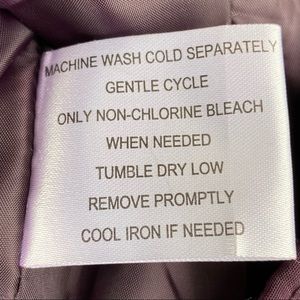 MACHINE WASH COLD SEPARATELY
GENTLE CYCLE
ONLY NON-CHLORINE BLEACH
WHEN NEEDED
TUMBLE DRY LOW
REMOVE PROMPTLY
COOL IRON IF NEEDED